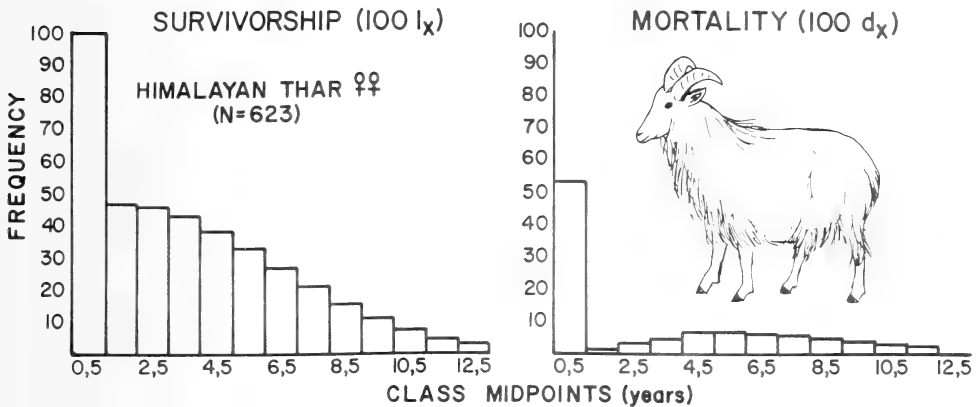 SURVIVORSHIP (100 lx)
MORTALITY (100 dx)
HIMALAYAN THAR ♀♀
(N=623)
FREQUENCY
100
90
80
70
60
50
40
30
20
10
100
90
80
70
60
50
40
30
20
10
0,5 2,5 4,5 6,5 8,5 10,5 12,5
0,5 2,5 4,5 6,5 8,5 10,5 12,5
CLASS MIDPOINTS (years)